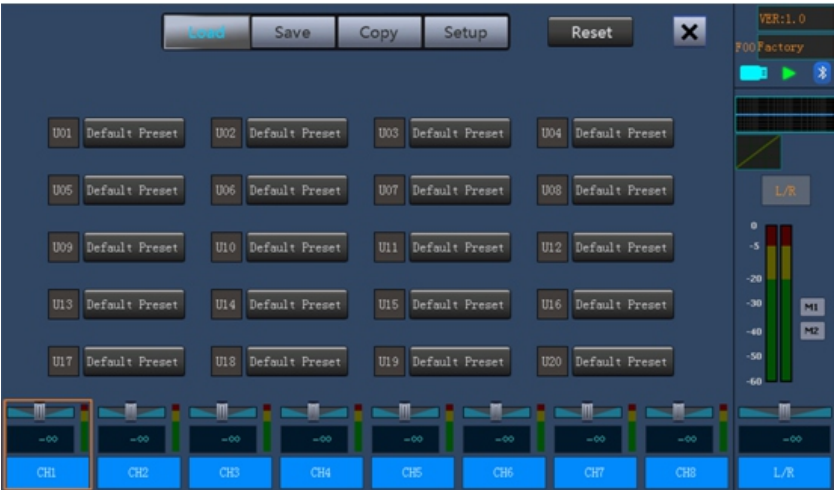 Load Save Copy Setup Reset X VER:1.0
F00 Factory
U01 Default Preset U02 Default Preset U03 Default Preset U04 Default Preset
U05 Default Preset U06 Default Preset U07 Default Preset U08 Default Preset
L/R
U09 Default Preset U10 Default Preset U11 Default Preset U12 Default Preset
U13 Default Preset U14 Default Preset U15 Default Preset U16 Default Preset
U17 Default Preset U18 Default Preset U19 Default Preset U20 Default Preset
0
-5
-20
-30 M1
-40 M2
-50
-60
-∞ -∞ -∞ -∞ -∞ -∞ -∞ -∞ -∞
CH1 CH2 CH3 CH4 CH5 CH6 CH7 CH8 L/R